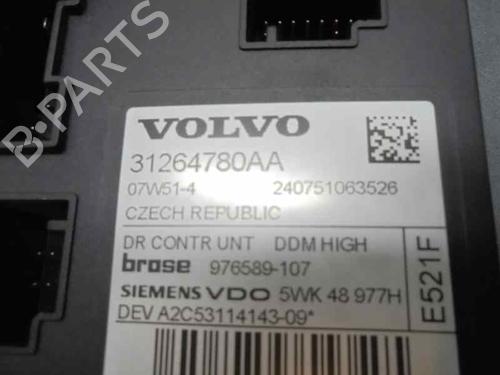 VOLVO
31264780AA
07W51-4 240751063526
CZECH REPUBLIC
DR CONTR UNT DDM HIGH
brose 976589-107
SIEMENS VDO 5WK 48 977H
DEV A2C53114143-09*
E521F
B-PARTS